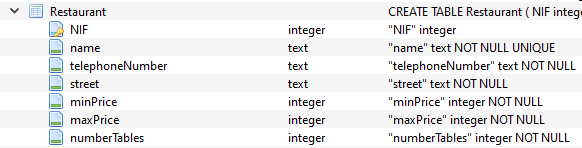 Restaurant CREATE TABLE Restaurant ( NIF integ
NIF integer "NIF" integer
name text "name" text NOT NULL UNIQUE
telephoneNumber text "telephoneNumber" text NOT NULL
street text "street" text NOT NULL
minPrice integer "minPrice" integer NOT NULL
maxPrice integer "maxPrice" integer NOT NULL
numberTables integer "numberTables" integer NOT NULL